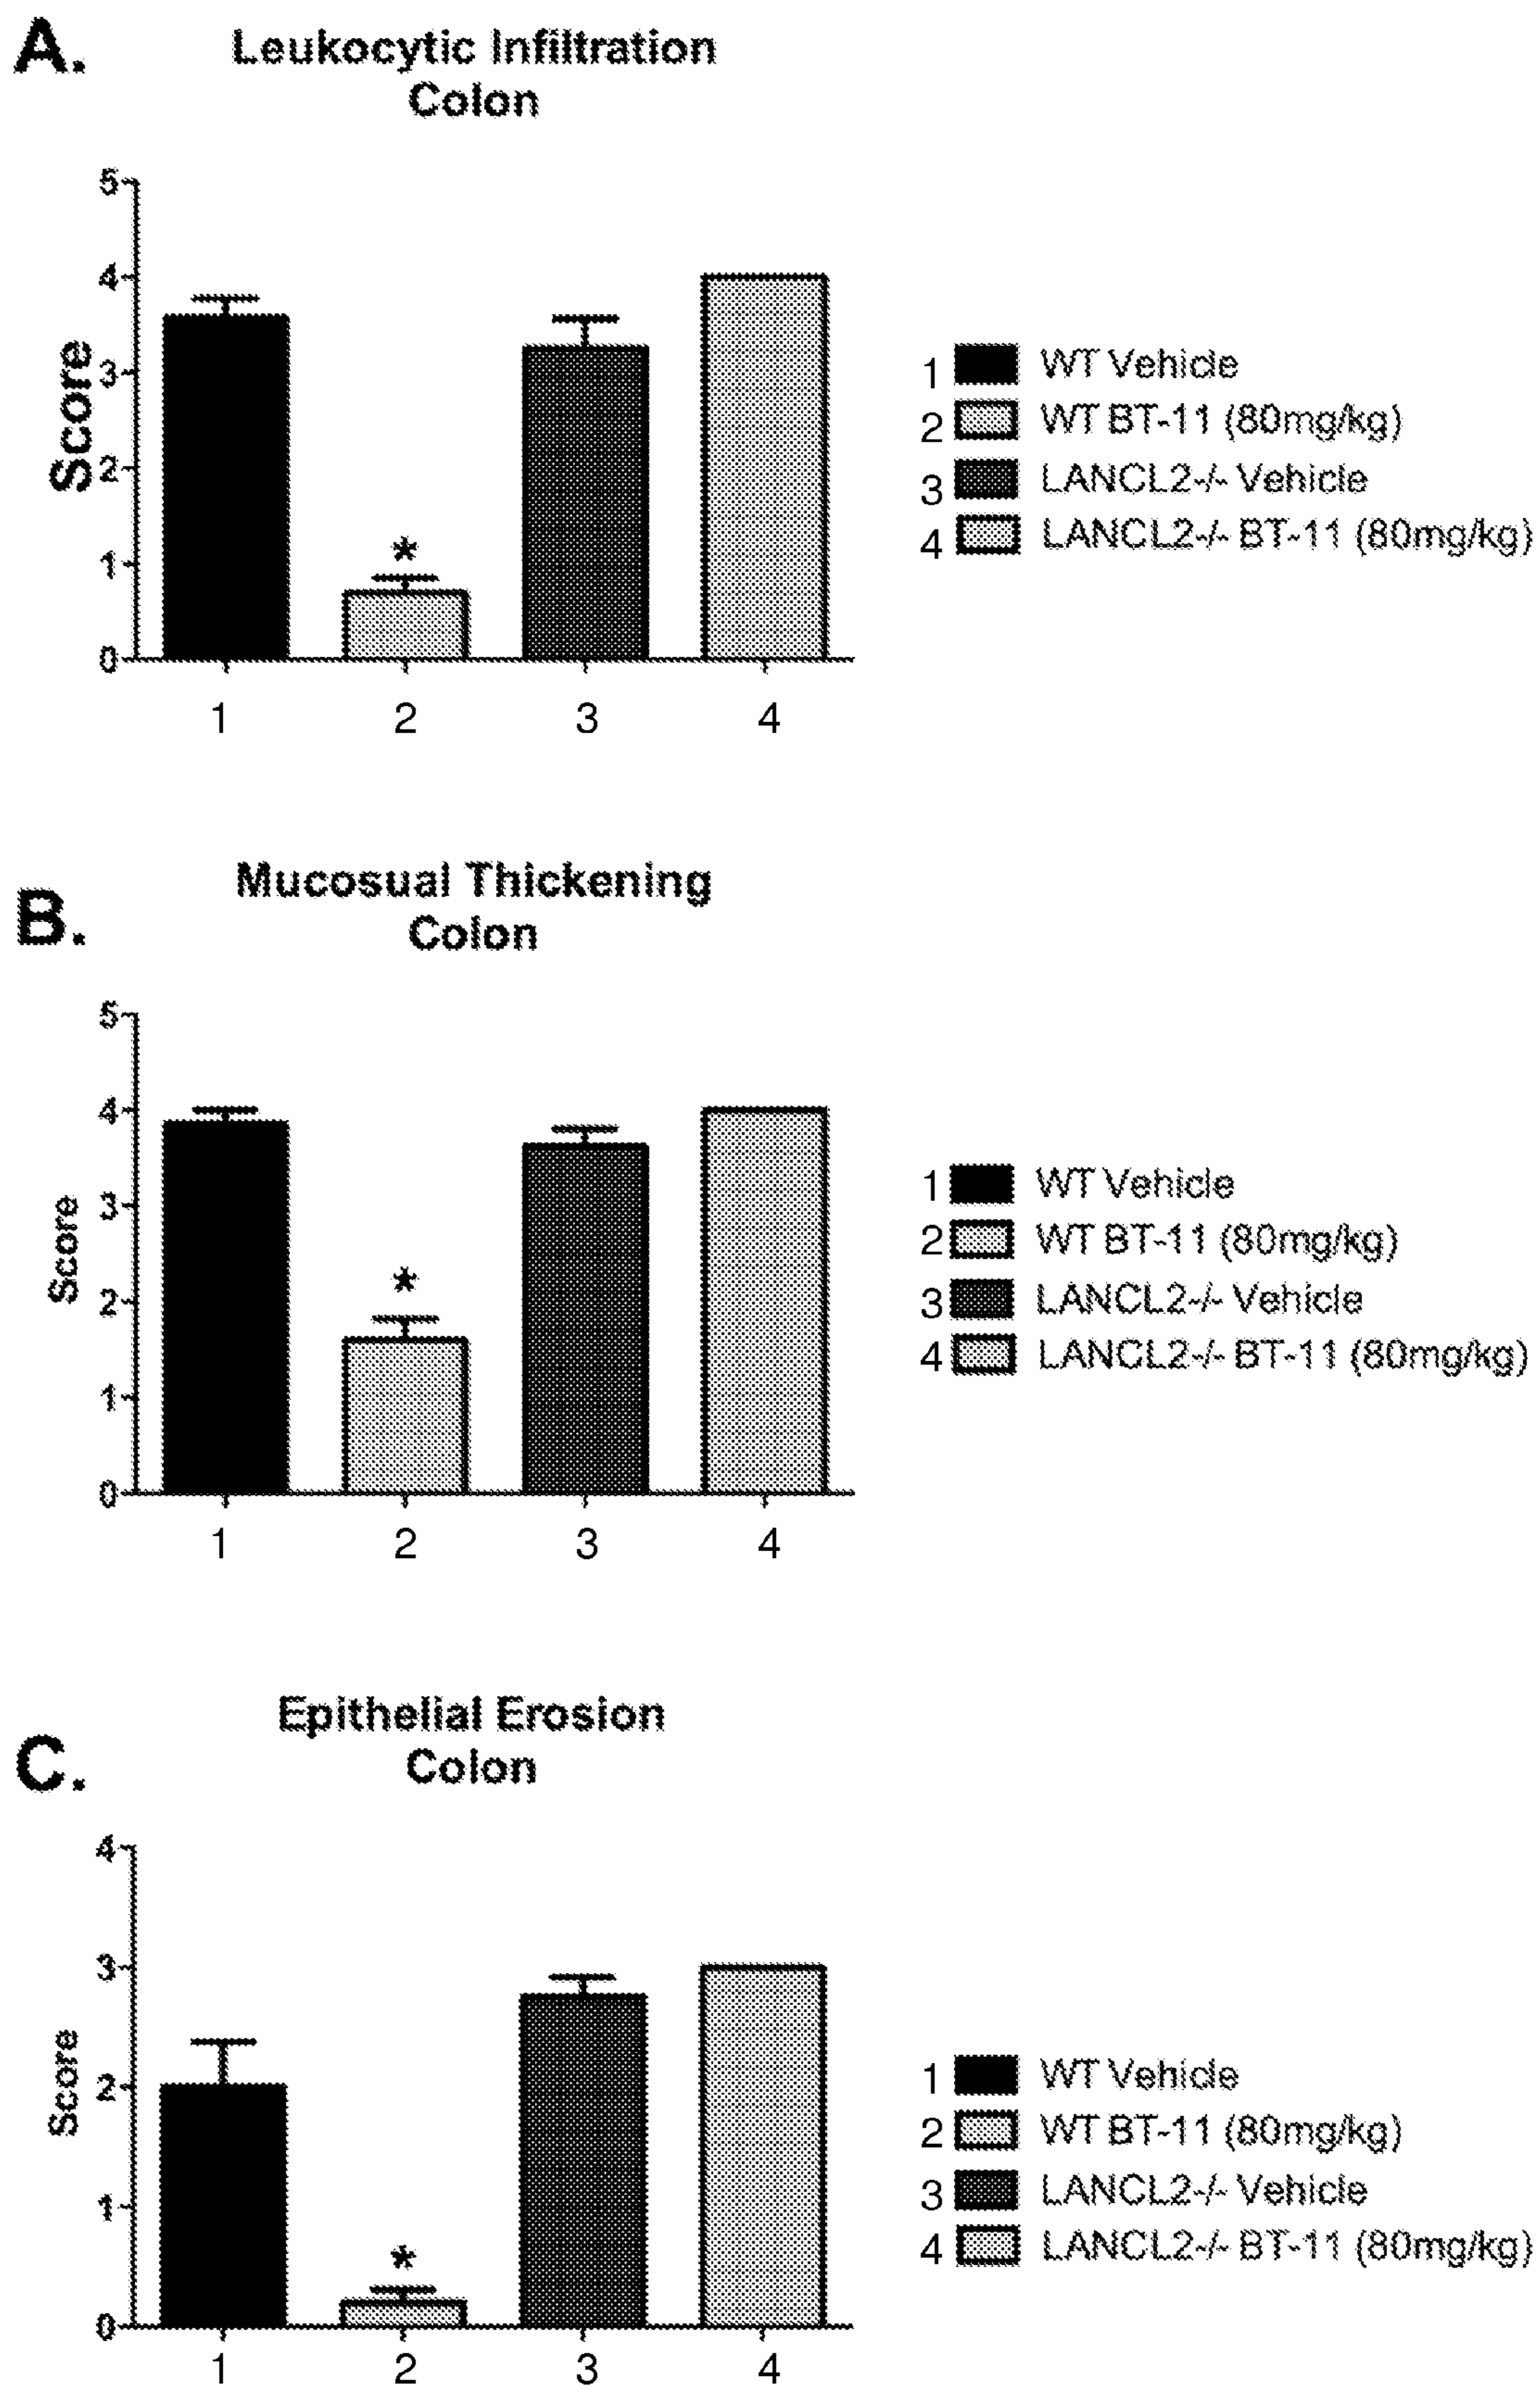 A.
Leukocytic Infiltration
Colon
5
4
3
2
1
0
Score
*
1 2 3 4
1 WT Vehicle
2 WT BT-11 (80mg/kg)
3 LANCL2-/- Vehicle
4 LANCL2-/- BT-11 (80mg/kg)
B.
Mucosual Thickening
Colon
5
4
3
2
1
0
Score
*
1 2 3 4
1 WT Vehicle
2 WT BT-11 (80mg/kg)
3 LANCL2-/- Vehicle
4 LANCL2-/- BT-11 (80mg/kg)
C.
Epithelial Erosion
Colon
4
3
2
1
0
Score
*
1 2 3 4
1 WT Vehicle
2 WT BT-11 (80mg/kg)
3 LANCL2-/- Vehicle
4 LANCL2-/- BT-11 (80mg/kg)